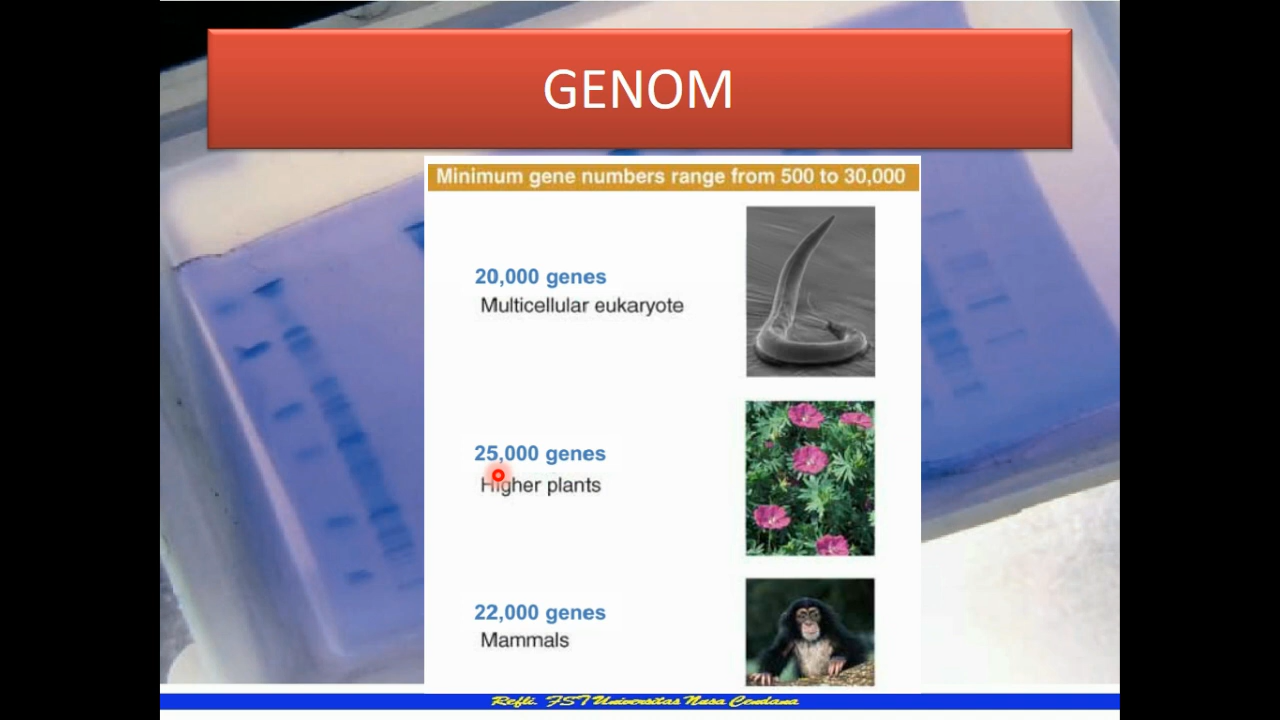 GENOM
Minimum gene numbers range from 500 to 30,000
20,000 genes
Multicellular eukaryote
25,000 genes
Higher plants
22,000 genes
Mammals
Refli. FST Universitas Nusa Cendana